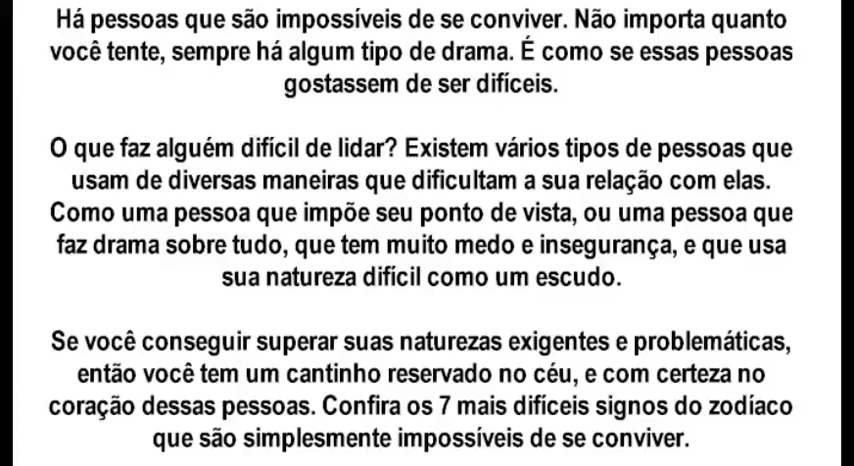 Há pessoas que são impossíveis de se conviver. Não importa quanto
você tente, sempre há algum tipo de drama. É como se essas pessoas
gostassem de ser difíceis.
O que faz alguém difícil de lidar? Existem vários tipos de pessoas que
usam de diversas maneiras que dificultam a sua relação com elas.
Como uma pessoa que impõe seu ponto de vista, ou uma pessoa que
faz drama sobre tudo, que tem muito medo e insegurança, e que usa
sua natureza difícil como um escudo.
Se você conseguir superar suas naturezas exigentes e problemáticas,
então você tem um cantinho reservado no céu, e com certeza no
coração dessas pessoas. Confira os 7 mais difíceis signos do zodíaco
que são simplesmente impossíveis de se conviver.